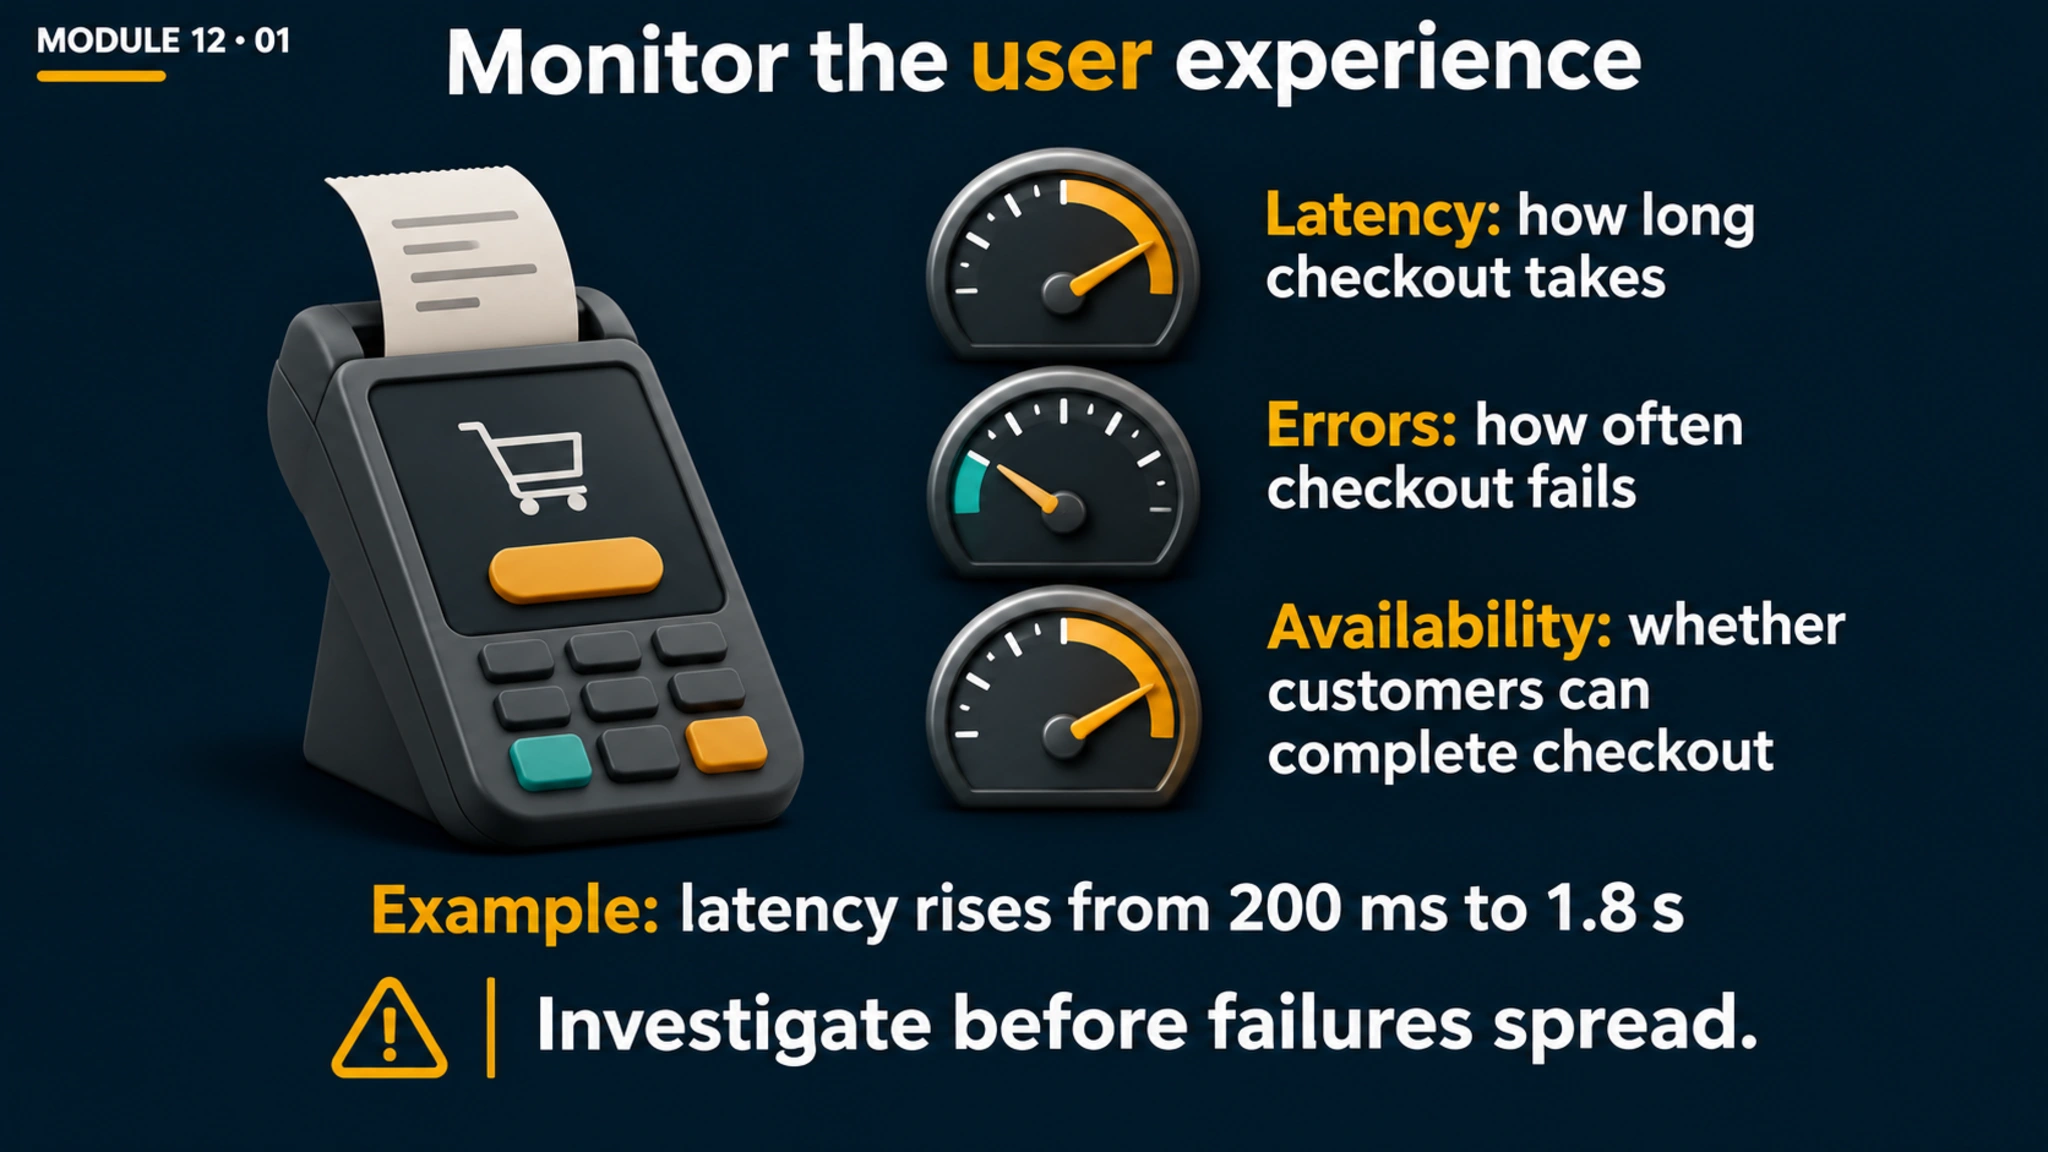 MODULE 12 • 01
Monitor the user experience
Latency: how long
checkout takes
Errors: how often
checkout fails
Availability: whether
customers can
complete checkout
Example: latency rises from 200 ms to 1.8 s
Investigate before failures spread.